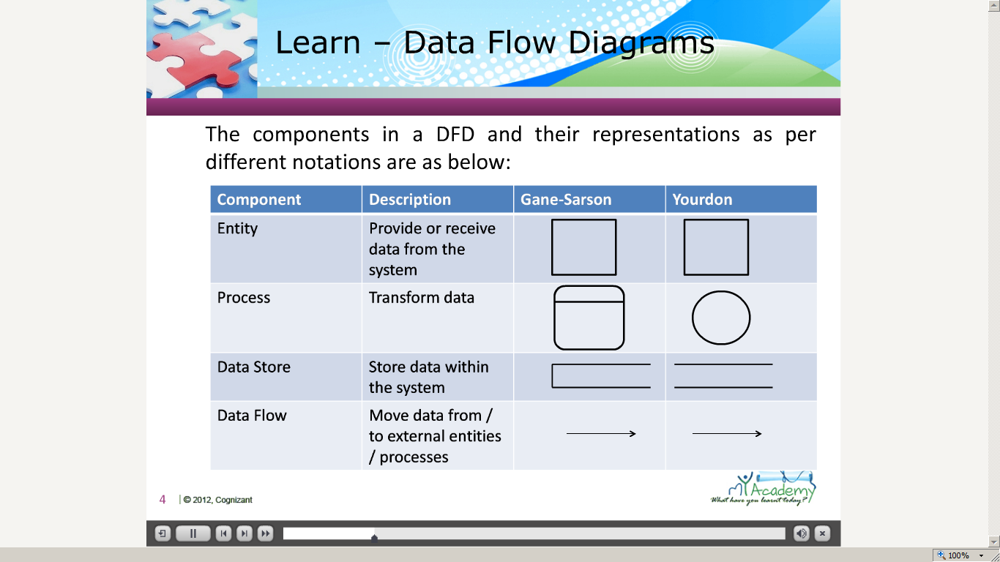 Learn – Data Flow Diagrams
The components in a DFD and their representations as per
different notations are as below:
Component Description Gane-Sarson Yourdon
Entity Provide or receive
data from the
system
Process Transform data
Data Store Store data within
the system
Data Flow Move data from /
to external entities
/ processes
myAcademy
What have you learnt today?
4 | © 2012, Cognizant
100%